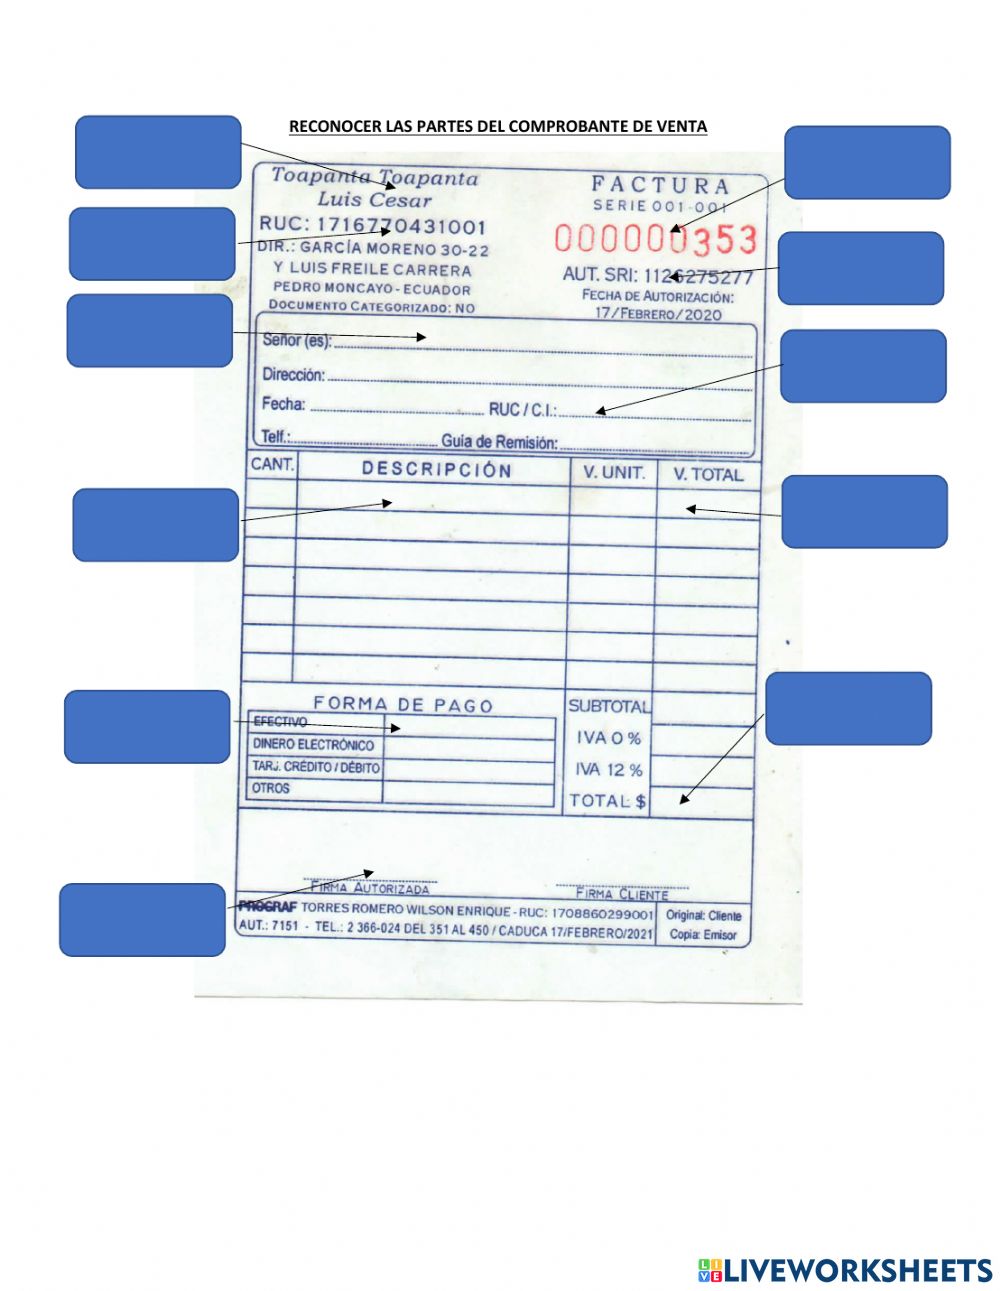 RECONOCER LAS PARTES DEL COMPROBANTE DE VENTA
Toapanta Toapanta
Luis Cesar
RUC: 1716770431001
DIR.: GARCÍA MORENO 30-22
Y LUIS FREILE CARRERA
PEDRO MONCAYO - ECUADOR
DOCUMENTO CATEGORIZADO: NO
FACTURA
SERIE 001-001
000000353
AUT. SRI: 1126275277
FECHA DE AUTORIZACIÓN:
17/FEBRERO/2020
Señor (es):
Dirección:
Fecha: RUC / C.I.:
Telf.: Guía de Remisión:
CANT. DESCRIPCIÓN V. UNIT. V. TOTAL
FORMA DE PAGO
EFECTIVO
DINERO ELECTRÓNICO
TARJ. CRÉDITO / DÉBITO
OTROS
SUBTOTAL
IVA 0 %
IVA 12 %
TOTAL $
FIRMA AUTORIZADA FIRMA CLIENTE
PROGRAF TORRES ROMERO WILSON ENRIQUE - RUC: 1708860299001
AUT.: 7151 - TEL.: 2 366-024 DEL 351 AL 450 / CADUCA 17/FEBRERO/2021
Original: Cliente
Copia: Emisor
LIVEWORKSHEETS